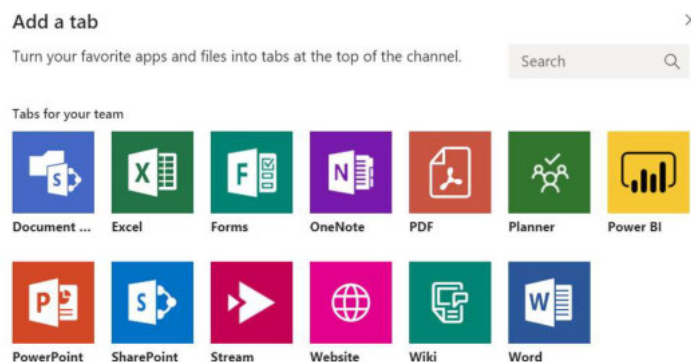 Add a tab
Turn your favorite apps and files into tabs at the top of the channel.
Search
Tabs for your team
S X F N
Document ... Excel Forms OneNote PDF Planner Power BI
P S W
PowerPoint SharePoint Stream Website Wiki Word